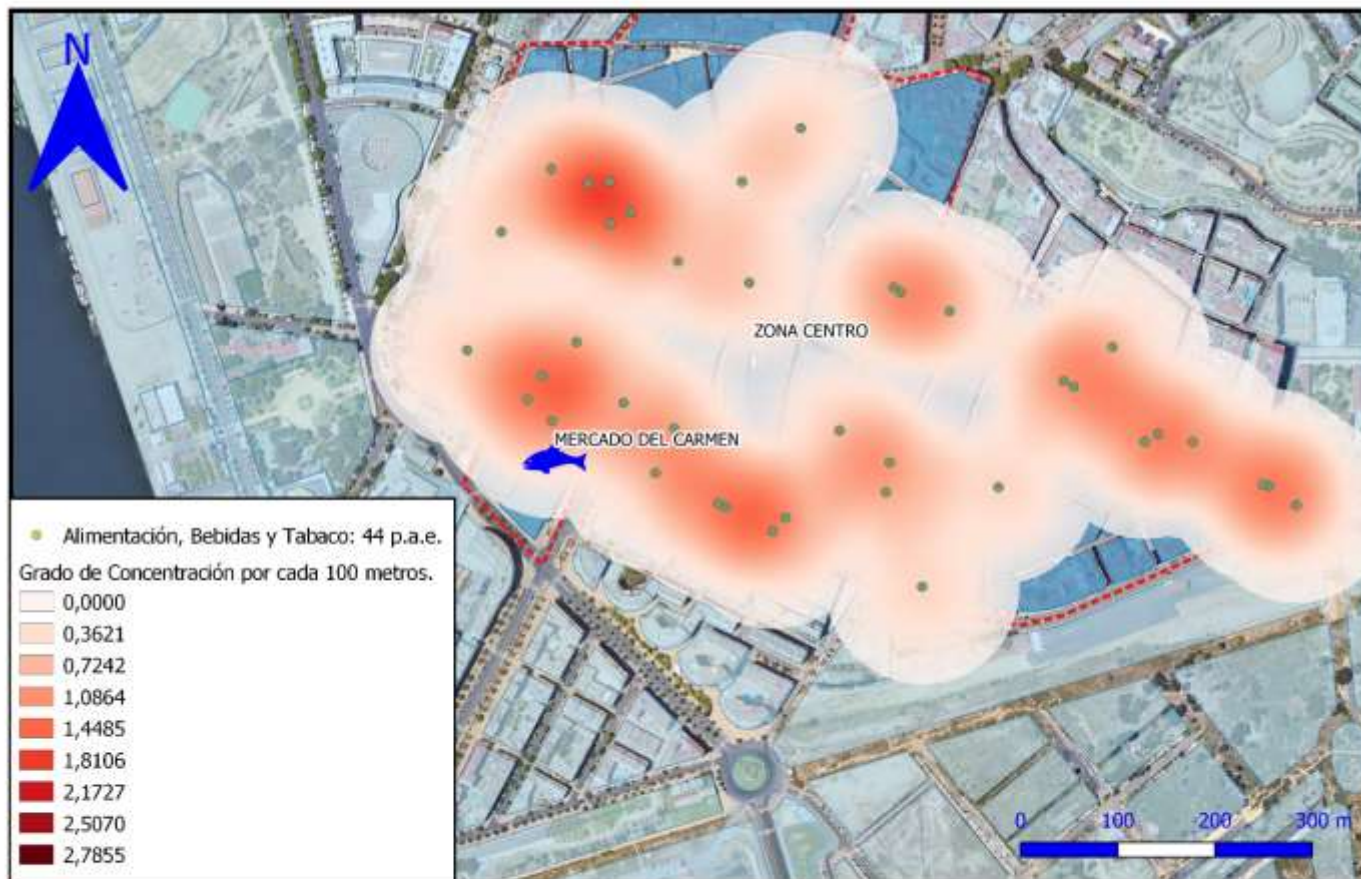 N
ZONA CENTRO
MERCADO DEL CARMEN
Alimentación, Bebidas y Tabaco: 44 p.a.e.
Grado de Concentración por cada 100 metros.
0,0000
0,3621
0,7242
1,0864
1,4485
1,8106
2,1727
2,5070
2,7855
0 100 200 300 m